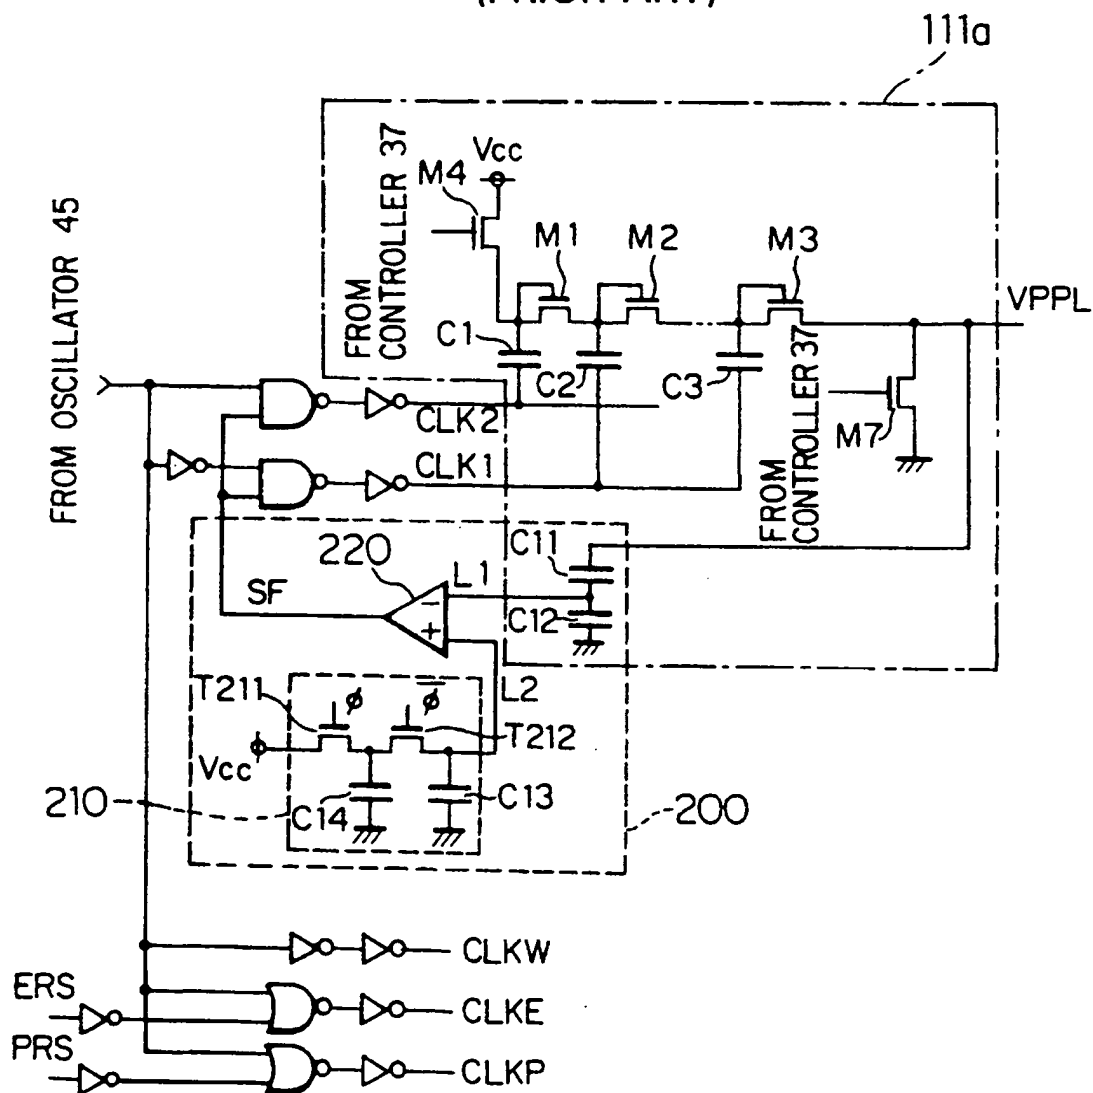 (PRIOR ART)
111a
FROM
CONTROLLER 37
Vcc
M4
M1
M2
M3
VPPL
FROM OSCILLATOR 45
C1
C2
C3
FROM
CONTROLLER 37
M7
CLK2
CLK1
220
C11
L1
SF
C12
L2
T211
φ
φ̅
T212
Vcc
210
C14
C13
200
CLKW
ERS
CLKE
PRS
CLKP